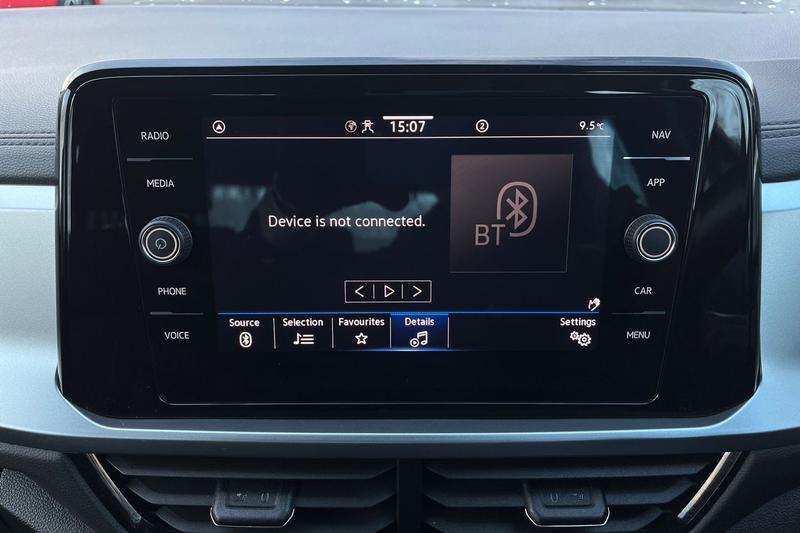 RADIO
MEDIA
PHONE
VOICE
15:07
2
9.5°C
Device is not connected.
BT
Source
Selection
Favourites
Details
Settings
NAV
APP
CAR
MENU